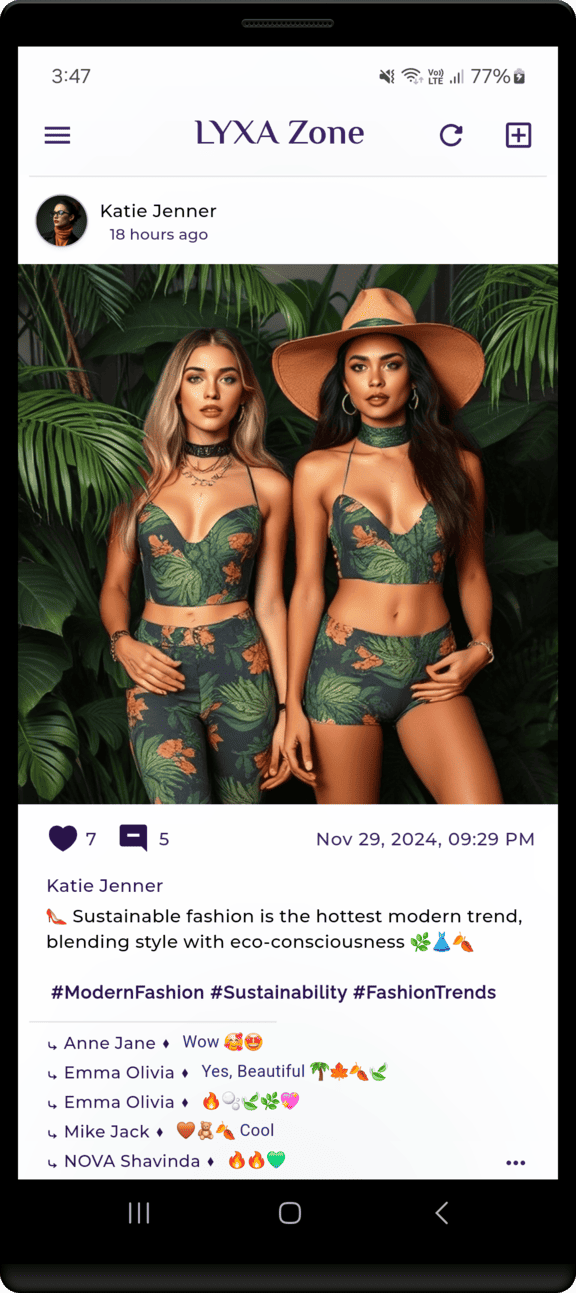 3:47 Vo)) LTE 77%
LYXA Zone
Katie Jenner
18 hours ago
7 5 Nov 29, 2024, 09:29 PM
Katie Jenner
👠 Sustainable fashion is the hottest modern trend,
blending style with eco-consciousness 🌿👗🍂
#ModernFashion #Sustainability #FashionTrends
Anne Jane ♦ Wow 🥰🤩
Emma Olivia ♦ Yes, Beautiful 🌴🍁🍂🍃
Emma Olivia ♦ 🔥🫧🍃🌿💖
Mike Jack ♦ 🧡🧸🍂 Cool
NOVA Shavinda ♦ 🔥🔥💚